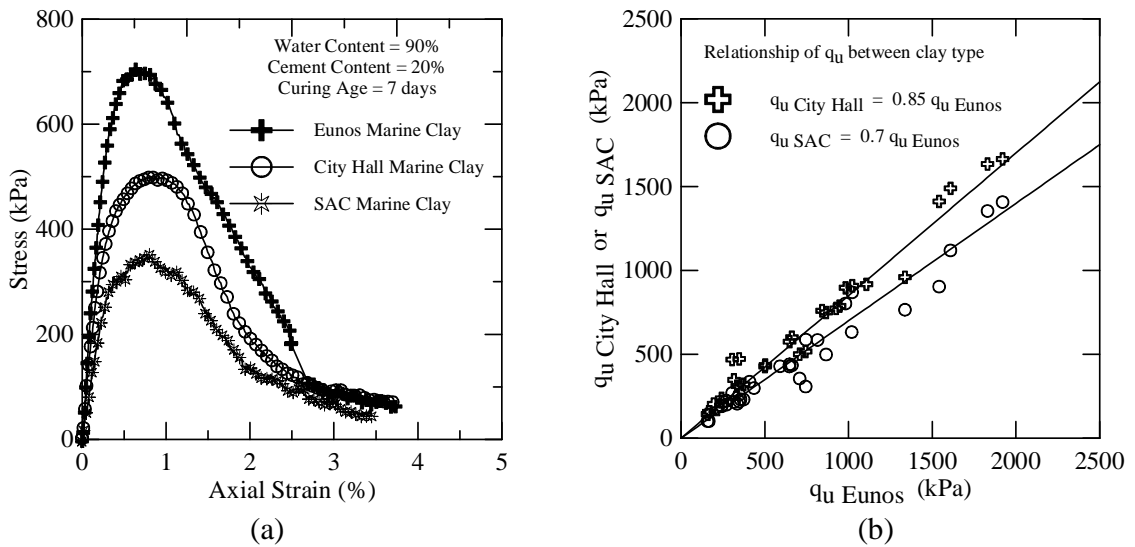 800
600
400
200
0
Stress (kPa)
Water Content = 90%
Cement Content = 20%
Curing Age = 7 days
Eunos Marine Clay
City Hall Marine Clay
SAC Marine Clay
0 1 2 3 4 5
Axial Strain (%)
(a)
2500
2000
1500
1000
500
0
qu City Hall or qu SAC (kPa)
Relationship of qu between clay type
qu City Hall = 0.85 qu Eunos
qu SAC = 0.7 qu Eunos
0 500 1000 1500 2000 2500
qu Eunos (kPa)
(b)